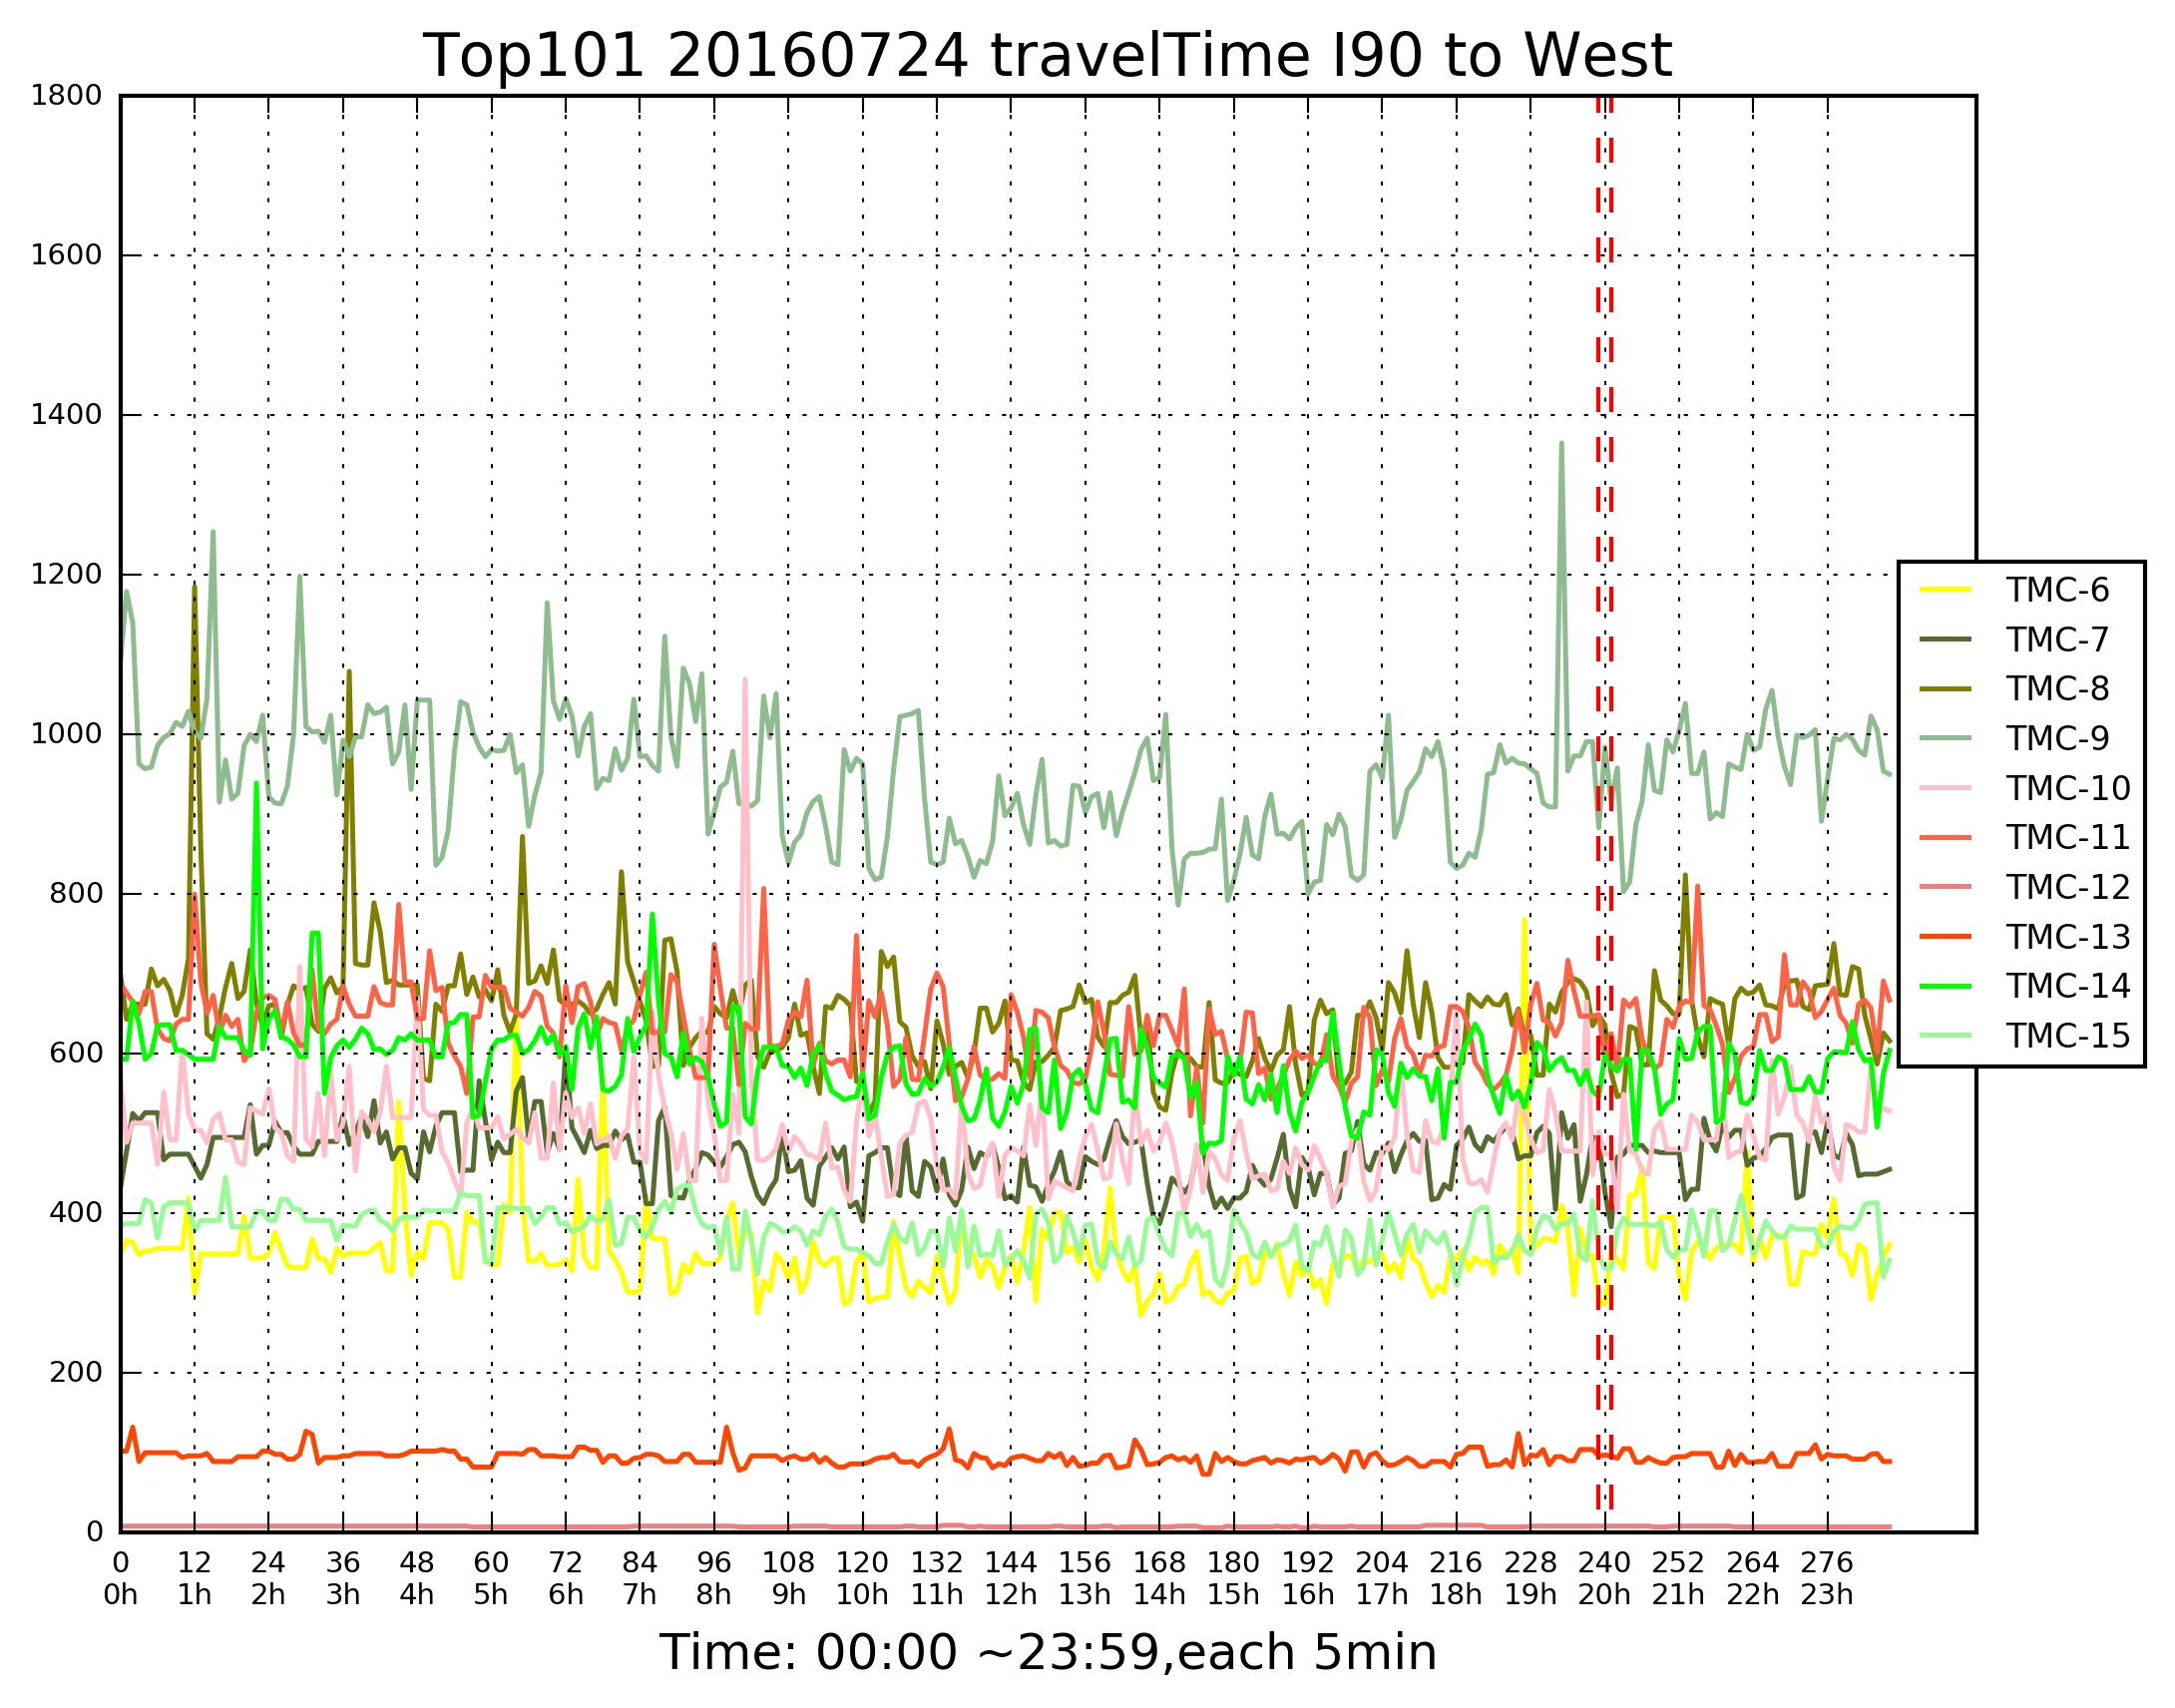 Top101 20160724 travelTime I90 to West
1800
1600
1400
1200
1000
800
600
400
200
0
TMC-6
TMC-7
TMC-8
TMC-9
TMC-10
TMC-11
TMC-12
TMC-13
TMC-14
TMC-15
0 12 24 36 48 60 72 84 96 108 120 132 144 156 168 180 192 204 216 228 240 252 264 276
0h 1h 2h 3h 4h 5h 6h 7h 8h 9h 10h 11h 12h 13h 14h 15h 16h 17h 18h 19h 20h 21h 22h 23h
Time: 00:00 ~23:59,each 5min